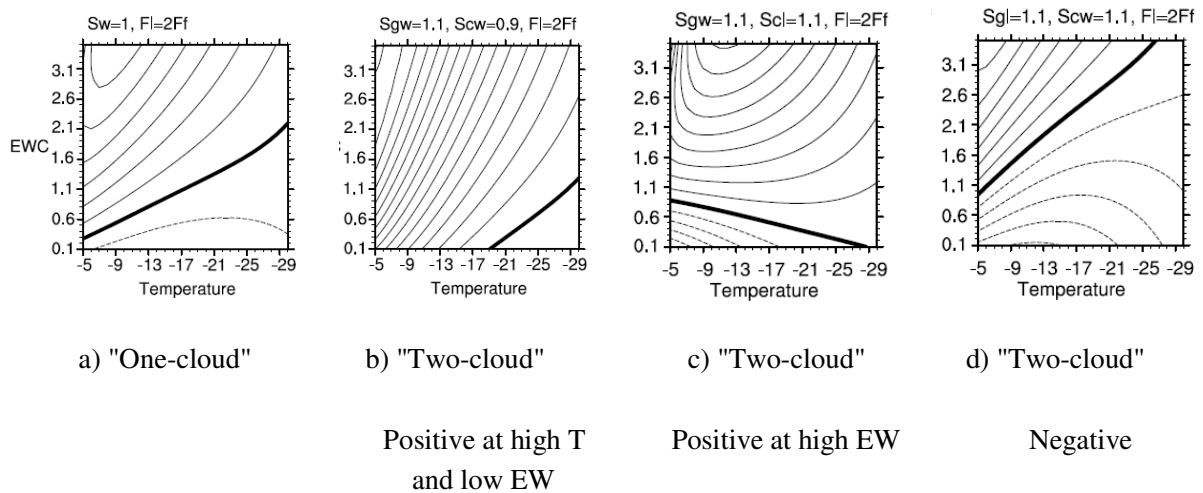 Sw=1, Fl=2Ff
Sgw=1.1, Scw=0.9, Fl=2Ff
Sgw=1.1, Scl=1.1, Fl=2Ff
Sgl=1.1, Scw=1.1, Fl=2Ff
EWC
3.1
2.6
2.1
1.6
1.1
0.6
0.1
-5 -9 -13 -17 -21 -25 -29
Temperature
3.1
2.6
2.1
1.6
1.1
0.6
0.1
-5 -9 -13 -17 -21 -25 -29
Temperature
3.1
2.6
2.1
1.6
1.1
0.6
0.1
-5 -9 -13 -17 -21 -25 -29
Temperature
3.1
2.6
2.1
1.6
1.1
0.6
0.1
-5 -9 -13 -17 -21 -25 -29
Temperature
a) "One-cloud"
b) "Two-cloud"
c) "Two-cloud"
d) "Two-cloud"
Positive at high T
and low EW
Positive at high EW
Negative